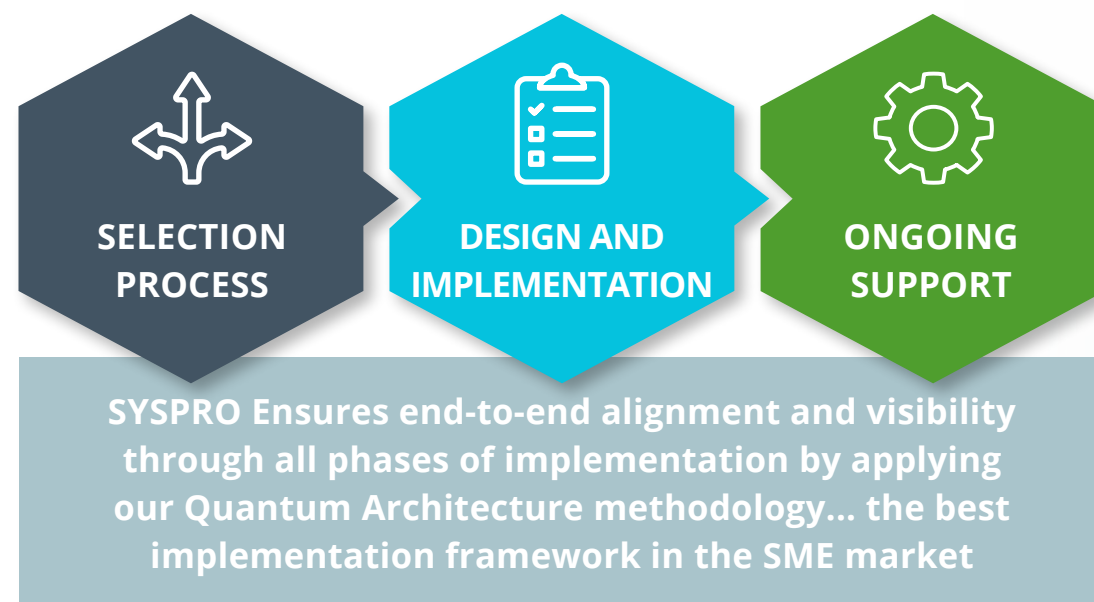 SELECTION
PROCESS
DESIGN AND
IMPLEMENTATION
ONGOING
SUPPORT
SYSPRO Ensures end-to-end alignment and visibility
through all phases of implementation by applying
our Quantum Architecture methodology... the best
implementation framework in the SME market